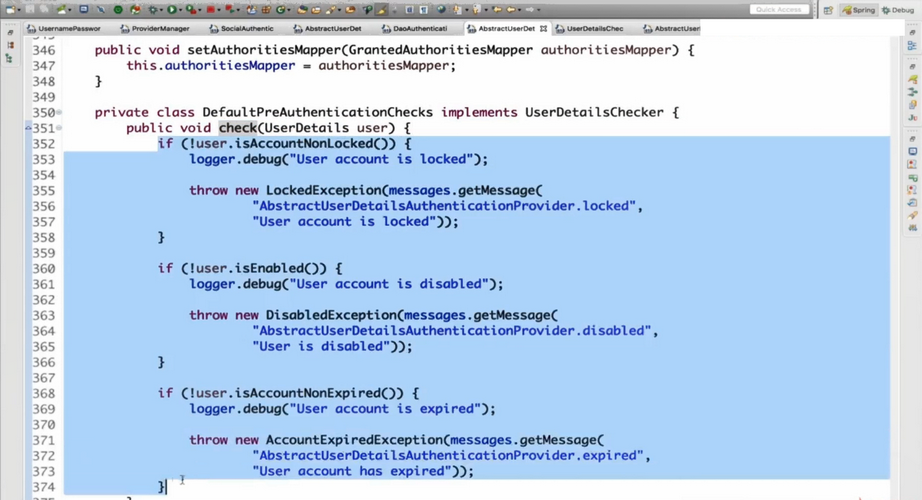 Quick Access
Spring
Debug
UsernamePasswor
ProviderManager
SocialAuthentic
AbstractUserDet
DaoAuthenticati
AbstractUserDet
UserDetailsChec
AbstractUserDet
346 public void setAuthoritiesMapper(GrantedAuthoritiesMapper authoritiesMapper) {
347 this.authoritiesMapper = authoritiesMapper;
348 }
349
350 private class DefaultPreAuthenticationChecks implements UserDetailsChecker {
351 public void check(UserDetails user) {
352 if (!user.isAccountNonLocked()) {
353 logger.debug("User account is locked");
354
355 throw new LockedException(messages.getMessage(
356 "AbstractUserDetailsAuthenticationProvider.locked",
357 "User account is locked"));
358 }
359
360 if (!user.isEnabled()) {
361 logger.debug("User account is disabled");
362
363 throw new DisabledException(messages.getMessage(
364 "AbstractUserDetailsAuthenticationProvider.disabled",
365 "User is disabled"));
366 }
367
368 if (!user.isAccountNonExpired()) {
369 logger.debug("User account is expired");
370
371 throw new AccountExpiredException(messages.getMessage(
372 "AbstractUserDetailsAuthenticationProvider.expired",
373 "User account has expired"));
374 }